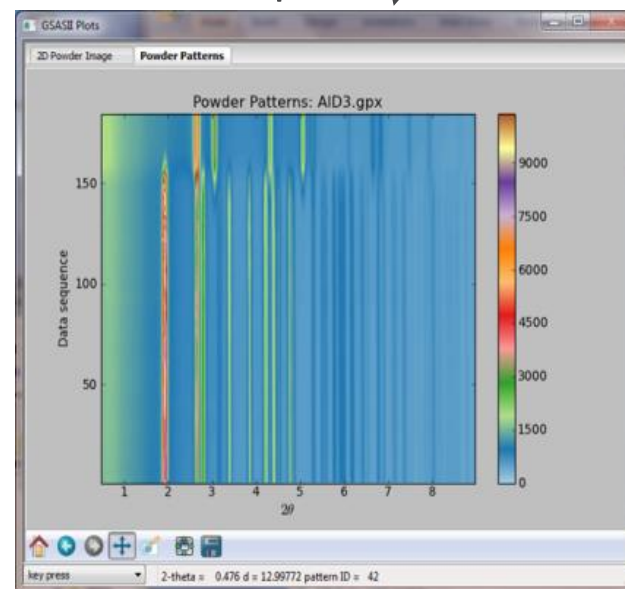 GSASII Plots
2D Powder Image Powder Patterns
Powder Patterns: AID3.gpx
150
100
50
Data sequence
1 2 3 4 5 6 7 8
2θ
9000
7500
6000
4500
3000
1500
0
key press 2-theta = 0.476 d = 12.99772 pattern ID = 42